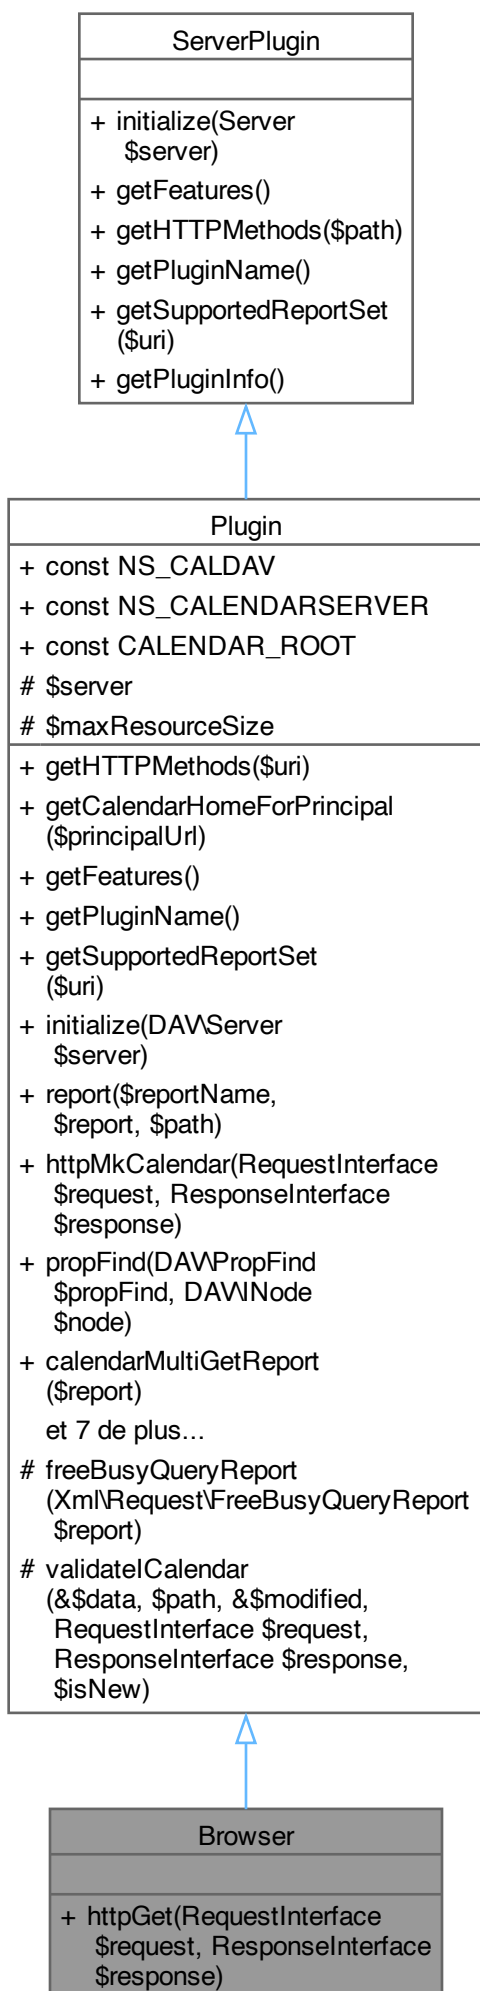 ServerPlugin
+ initialize(Server
$server)
+ getFeatures()
+ getHTTPMethods($path)
+ getPluginName()
+ getSupportedReportSet
($uri)
+ getPluginInfo()
Plugin
+ const NS_CALDAV
+ const NS_CALENDARSERVER
+ const CALENDAR_ROOT
# $server
# $maxResourceSize
+ getHTTPMethods($uri)
+ getCalendarHomeForPrincipal
($principalUrl)
+ getFeatures()
+ getPluginName()
+ getSupportedReportSet
($uri)
+ initialize(DAV\Server
$server)
+ report($reportName,
$report, $path)
+ httpMkCalendar(RequestInterface
$request, ResponseInterface
$response)
+ propFind(DAV\PropFind
$propFind, DAV\INode
$node)
+ calendarMultiGetReport
($report)
et 7 de plus...
# freeBusyQueryReport
(Xml\Request\FreeBusyQueryReport
$report)
# validateICalendar
(&$data, $path, &$modified,
RequestInterface $request,
ResponseInterface $response,
$isNew)
Browser
+ httpGet(RequestInterface
$request, ResponseInterface
$response)